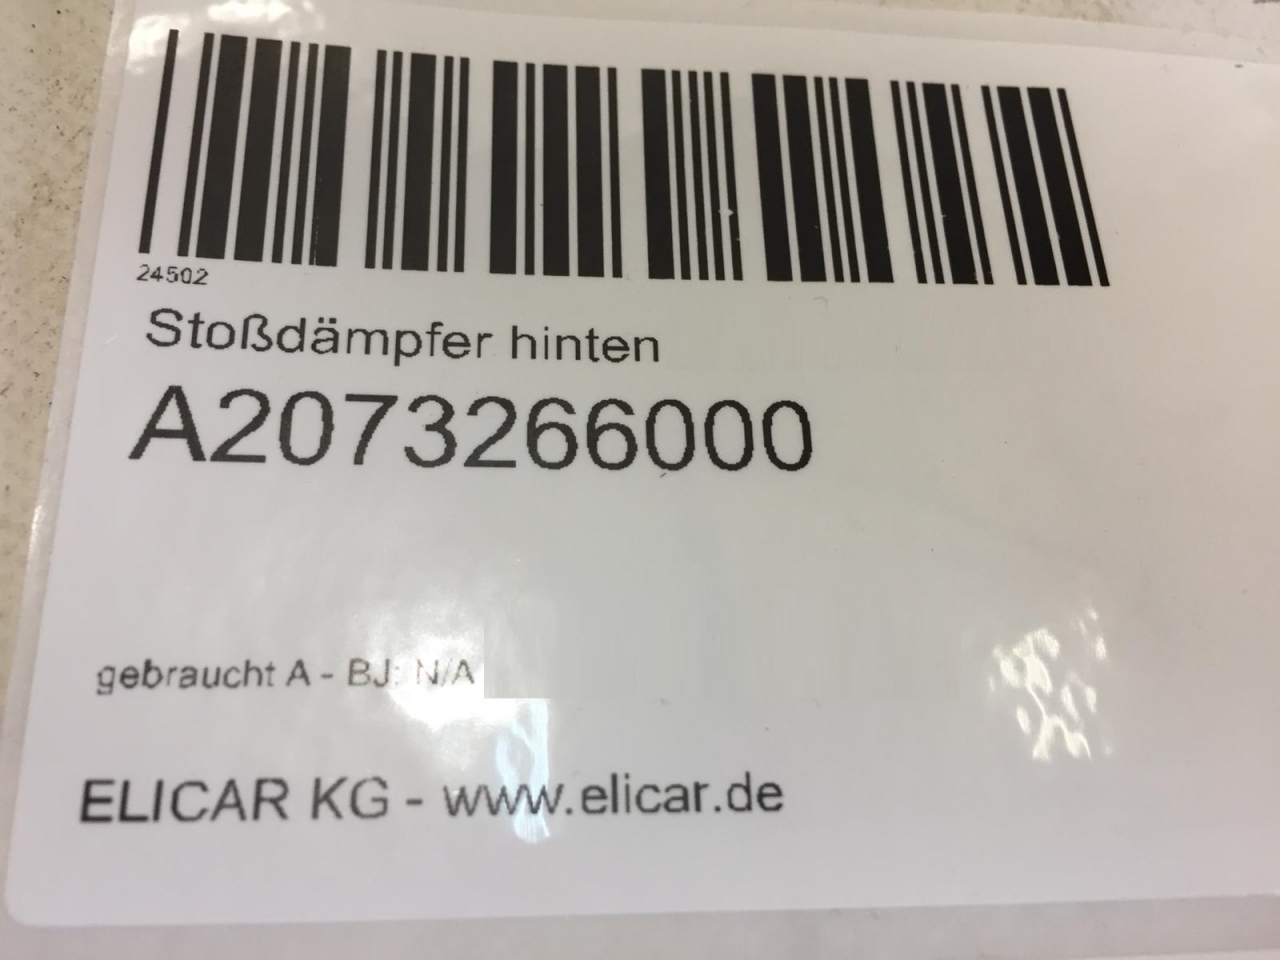 24502
Stoßdämpfer hinten
A2073266000
gebraucht A - BJ: N/A
ELICAR KG - www.elicar.de